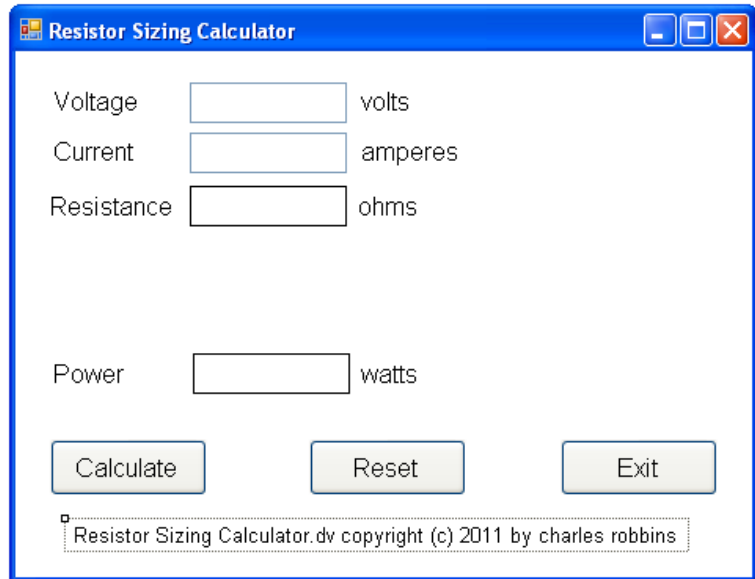 Resistor Sizing Calculator
Voltage volts
Current amperes
Resistance ohms
Power watts
Calculate Reset Exit
Resistor Sizing Calculator.dv copyright (c) 2011 by charles robbins